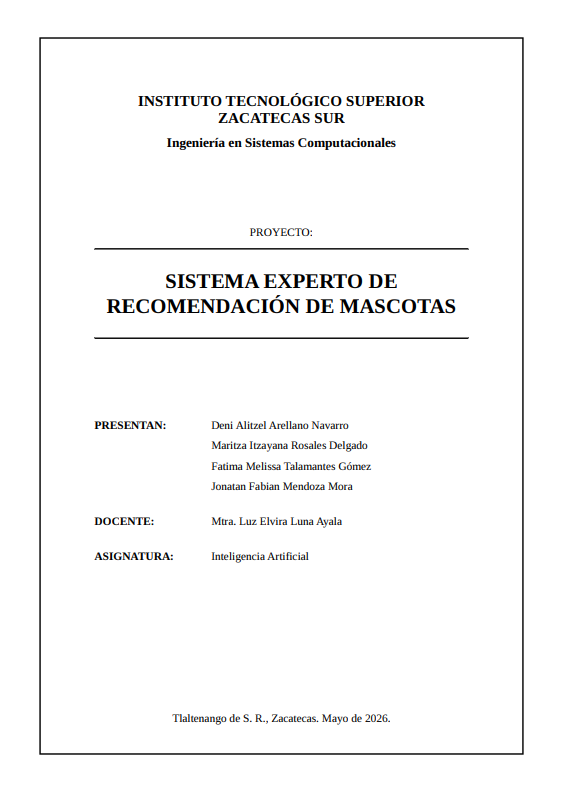 INSTITUTO TECNOLÓGICO SUPERIOR
ZACATECAS SUR
Ingeniería en Sistemas Computacionales
PROYECTO:
SISTEMA EXPERTO DE
RECOMENDACIÓN DE MASCOTAS
PRESENTAN: Deni Alitzel Arellano Navarro
Maritza Itzayana Rosales Delgado
Fatima Melissa Talamantes Gómez
Jonatan Fabian Mendoza Mora
DOCENTE: Mtra. Luz Elvira Luna Ayala
ASIGNATURA: Inteligencia Artificial
Tlaltenango de S. R., Zacatecas. Mayo de 2026.